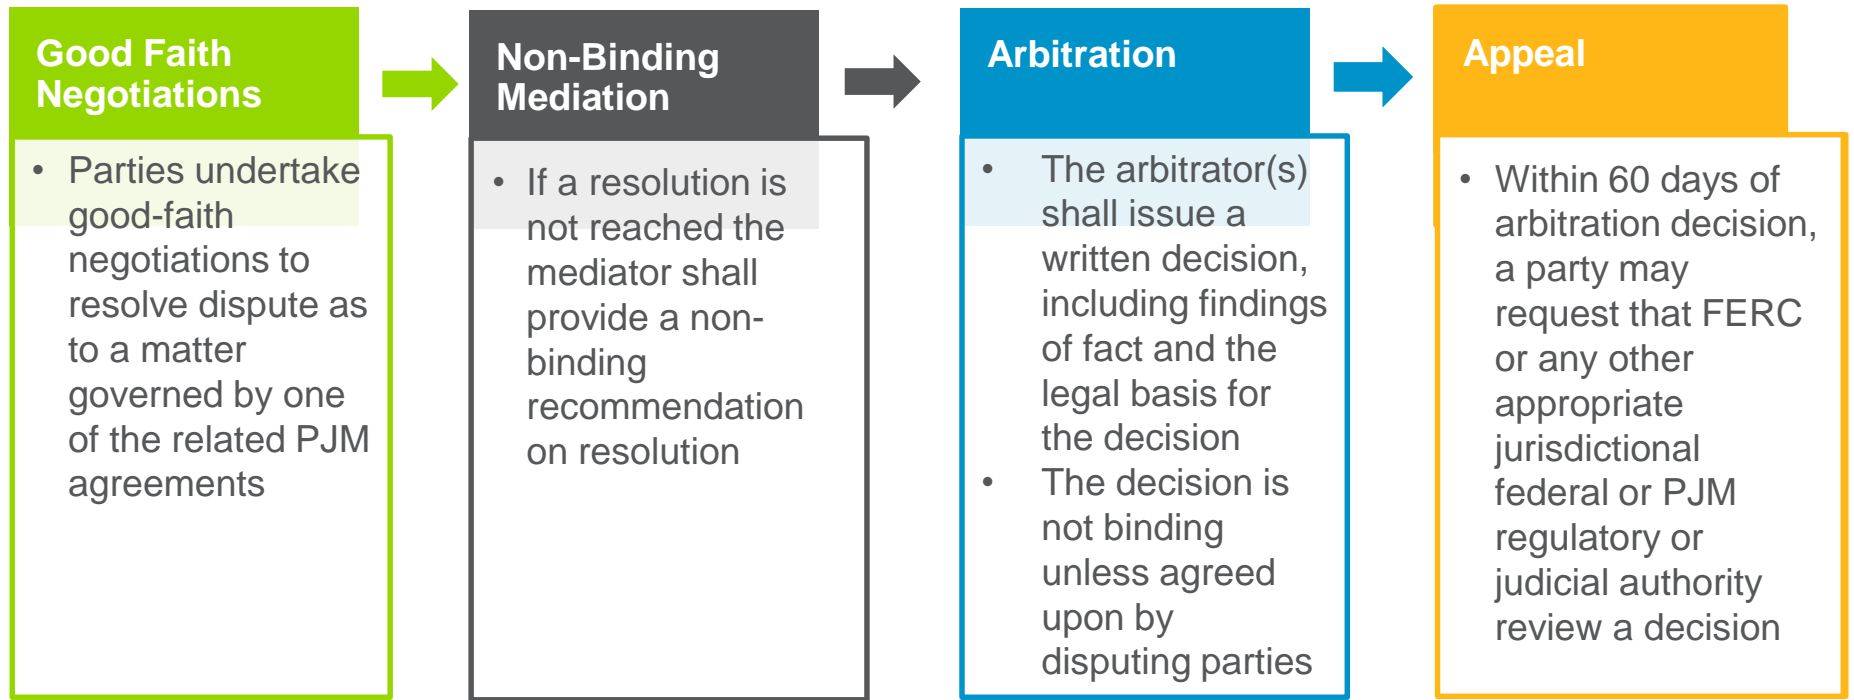 Good Faith
Negotiations
• Parties undertake
good-faith
negotiations to
resolve dispute as
to a matter
governed by one
of the related PJM
agreements
Non-Binding
Mediation
• If a resolution is
not reached the
mediator shall
provide a non-
binding
recommendation
on resolution
Arbitration
• The arbitrator(s)
shall issue a
written decision,
including findings
of fact and the
legal basis for
the decision
• The decision is
not binding
unless agreed
upon by
disputing parties
Appeal
• Within 60 days of
arbitration decision,
a party may
request that FERC
or any other
appropriate
jurisdictional
federal or PJM
regulatory or
judicial authority
review a decision